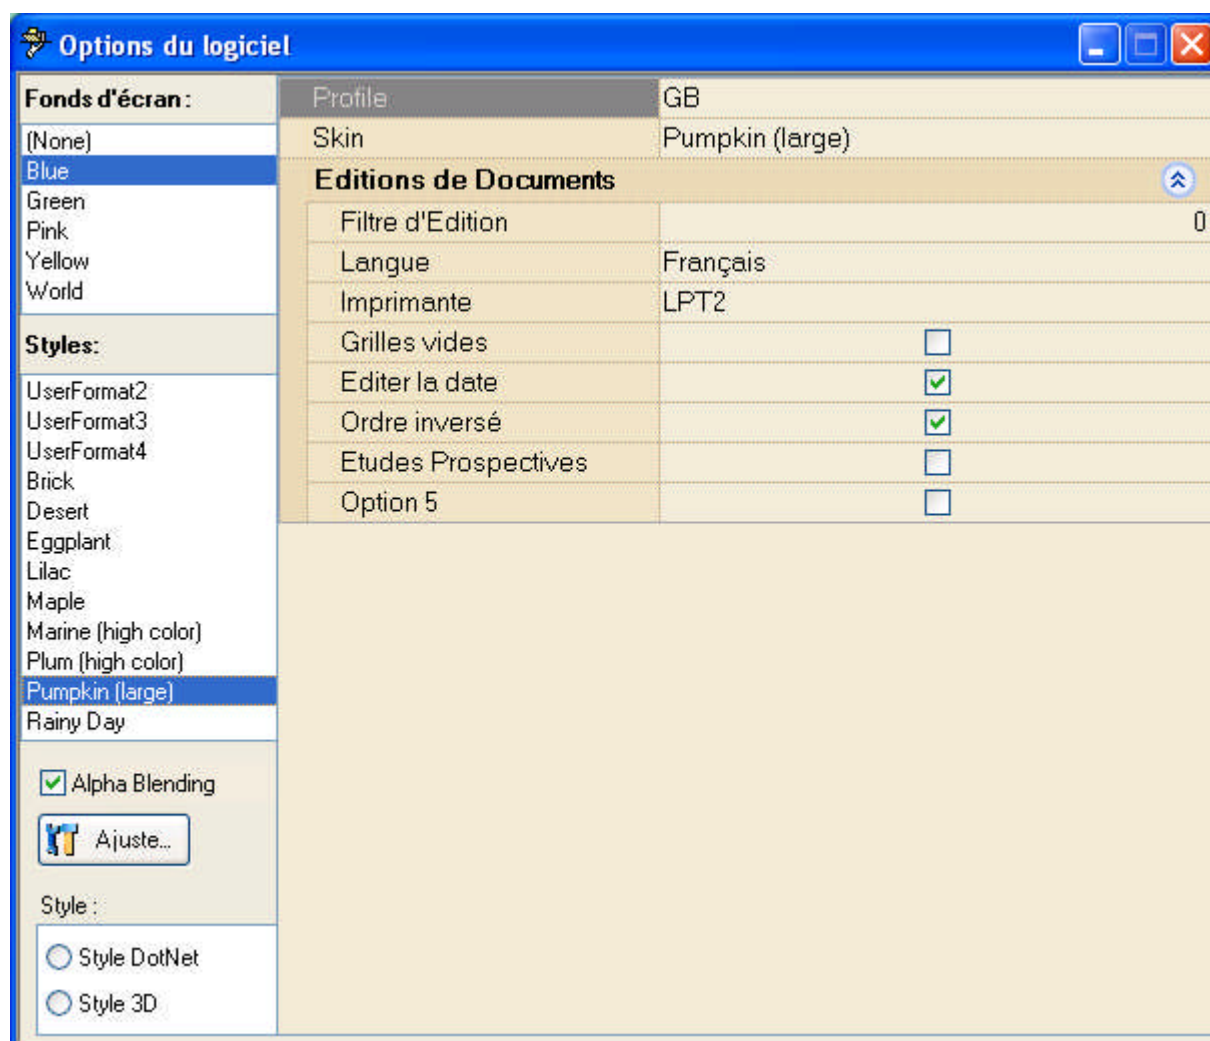 Options du logiciel
Fonds d'écran :
(None)
Blue
Green
Pink
Yellow
World
Styles:
UserFormat2
UserFormat3
UserFormat4
Brick
Desert
Eggplant
Lilac
Maple
Marine (high color)
Plum (high color)
Pumpkin (large)
Rainy Day
Alpha Blending
Ajuste...
Style :
Style DotNet
Style 3D
Profile GB
Skin Pumpkin (large)
Editions de Documents
Filtre d'Edition 0
Langue Français
Imprimante LPT2
Grilles vides
Editer la date
Ordre inversé
Etudes Prospectives
Option 5